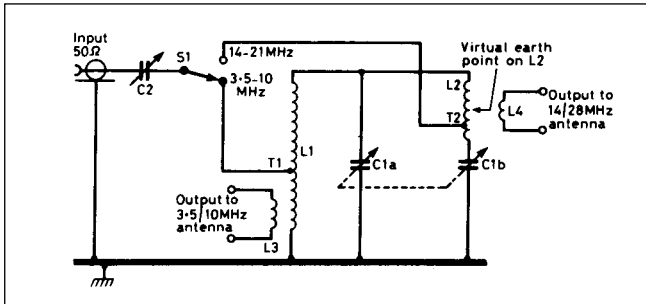 Input
50Ω
C2
S1
14-21MHz
3·5-10
MHz
T1
L1
Output to
3·5/10MHz
antenna
L3
C1a
L2
T2
Virtual earth
point on L2
L4
Output to
14/28MHz
antenna
C1b